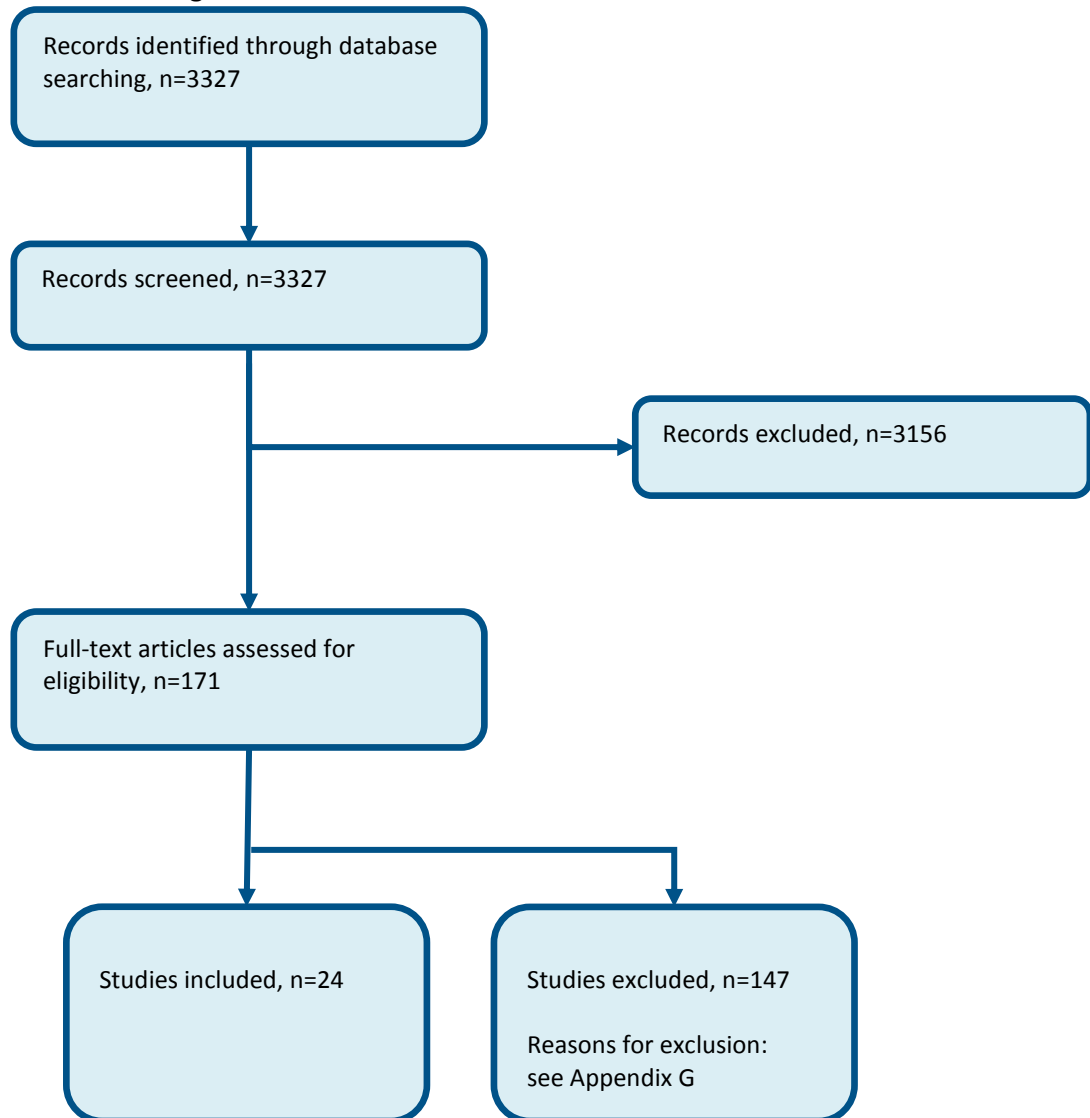 Records identified through database
searching, n=3327
Records screened, n=3327
Records excluded, n=3156
Full-text articles assessed for
eligibility, n=171
Studies included, n=24
Studies excluded, n=147
Reasons for exclusion:
see Appendix G